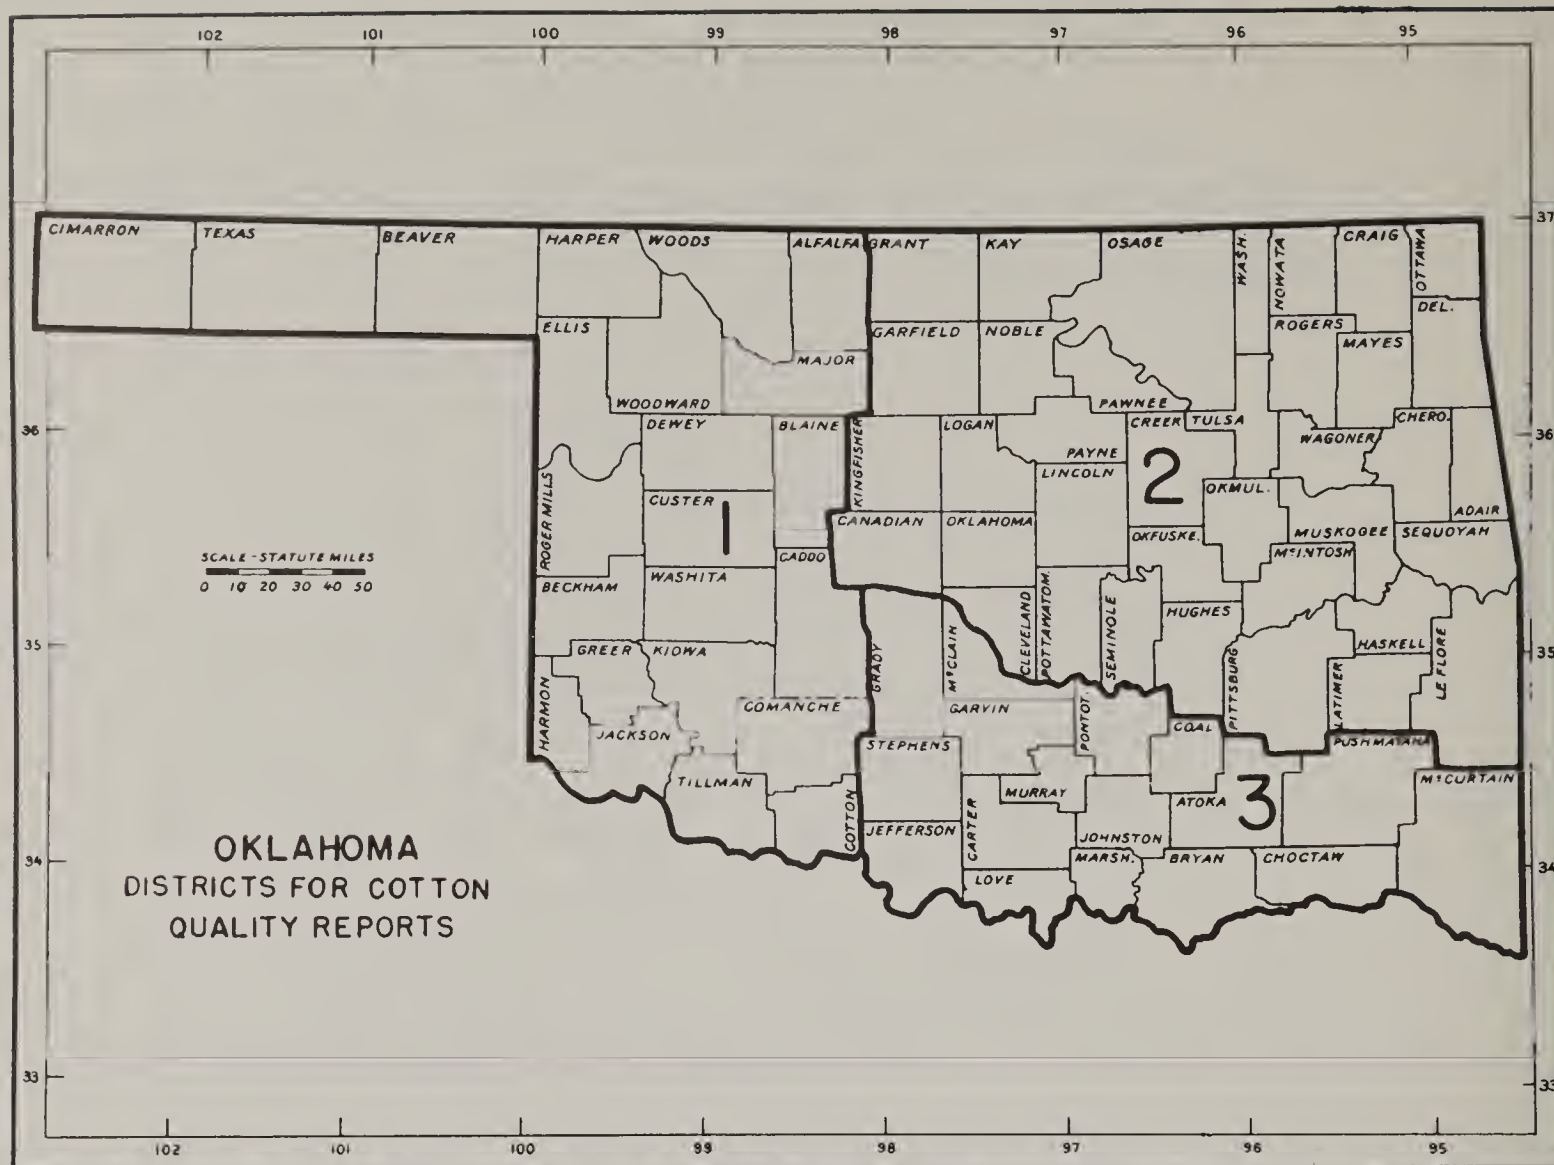 102 101 100 99 98 97 96 95
37 37
CIMARRON TEXAS BEAVER HARPER WOODS ALFALFA GRANT KAY OSAGE WASH. NOWATA CRAIG OTTAWA
DEL.
ELLIS GARFIELD NOBLE ROGERS
MAYES
MAJOR
WOODWARD PAWNEE
36 DEWEY BLAINE KINGFISHER LOGAN CREEK TULSA CHERO. 36
WAGONER
PAYNE
LINCOLN
2
CUSTER OKMUL.
ROGER MILLS 1 CANADIAN OKLAHOMA ADAIR
OKFUSKE. MUSKOGEE SEQUOYAH
SCALE-STATUTE MILES
CADDO McINTOSH
0 10 20 30 40 50
BECKHAM WASHITA
HUGHES
CLEVELAND POTTAWATOM. SEMINOLE
35 GREER KIOWA GRADY McCLAIN PITTSBURG LATIMER HASKELL LE FLORE 35
HARMON COMANCHE GARVIN PONTOT. COAL
JACKSON STEPHENS PUSHMATAHA
TILLMAN McCURTAIN
MURRAY ATOKA 3
COTTON JEFFERSON CARTER JOHNSTON
34 MARSH. BRYAN CHOCTAW 34
LOVE
OKLAHOMA
DISTRICTS FOR COTTON
QUALITY REPORTS
33 33
102 101 100 99 98 97 96 95